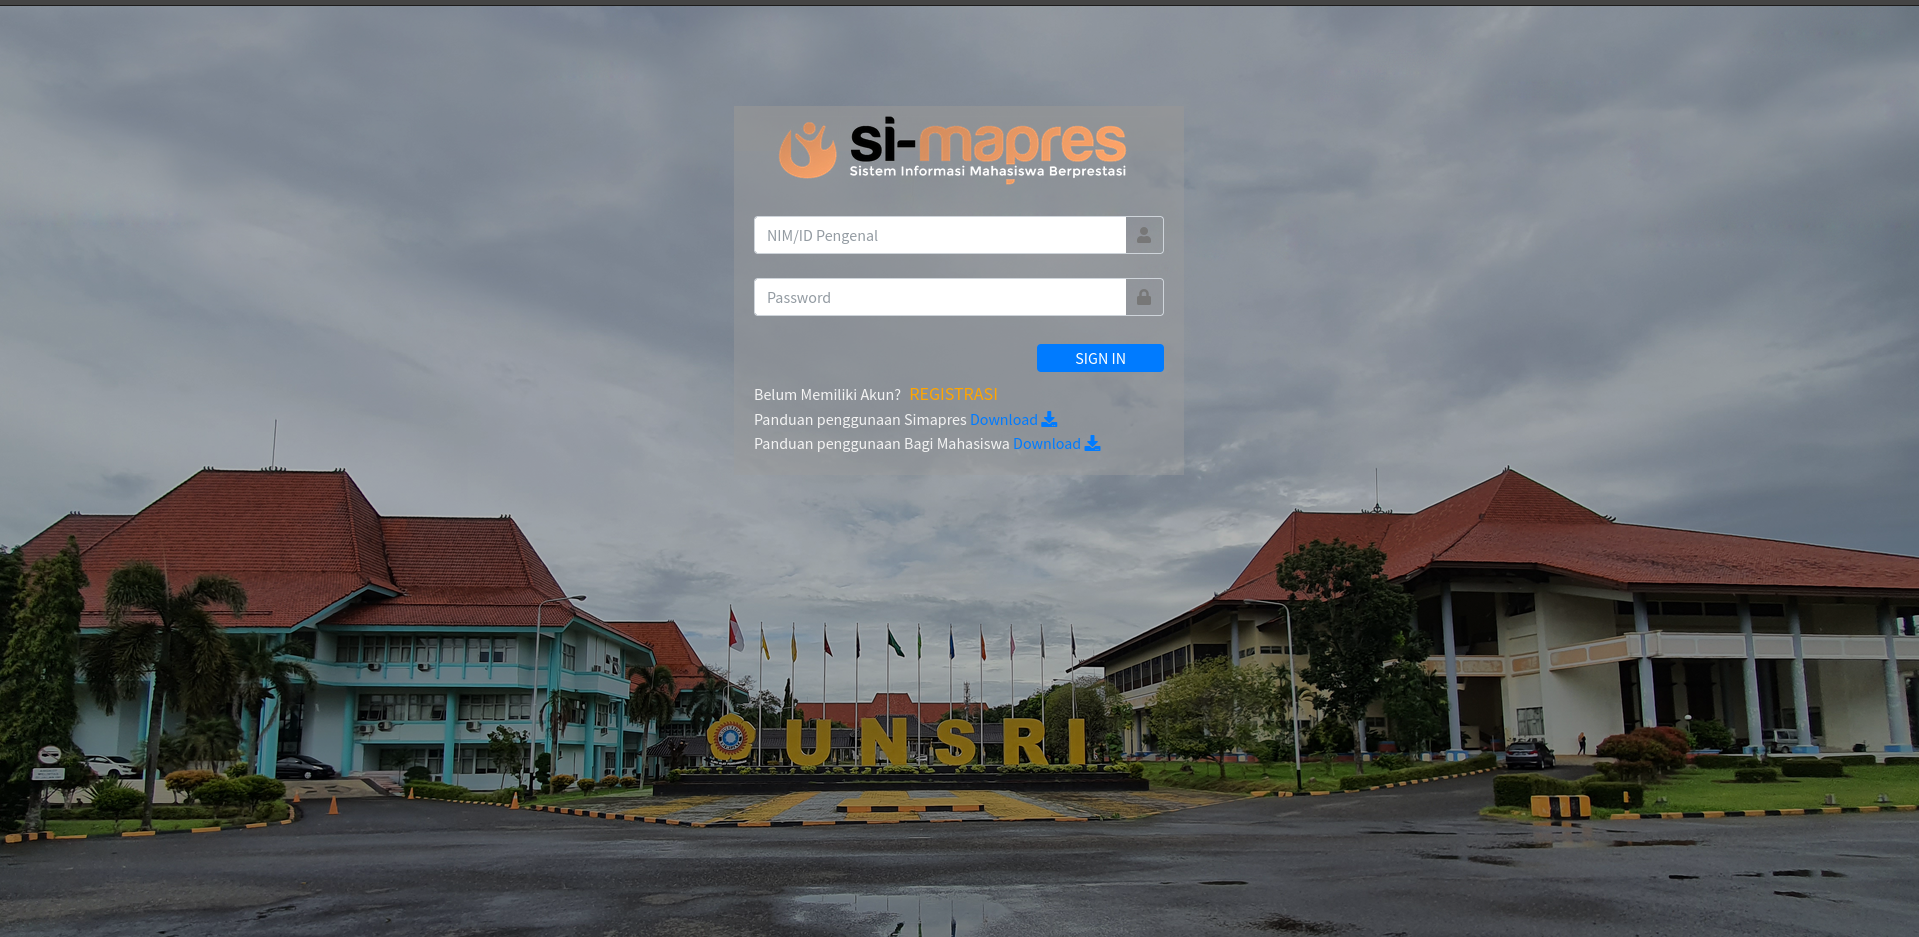 si-mapres
Sistem Informasi Mahasiswa Berprestasi
NIM/ID Pengenal
Password
SIGN IN
Belum Memiliki Akun? REGISTRASI
Panduan penggunaan Simapres Download
Panduan penggunaan Bagi Mahasiswa Download
UNSRI